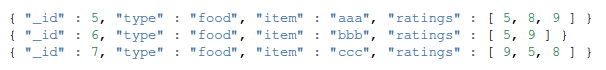 { "_id" : 5, "type" : "food", "item" : "aaa", "ratings" : [ 5, 8, 9 ] }
{ "_id" : 6, "type" : "food", "item" : "bbb", "ratings" : [ 5, 9 ] }
{ "_id" : 7, "type" : "food", "item" : "ccc", "ratings" : [ 9, 5, 8 ] }